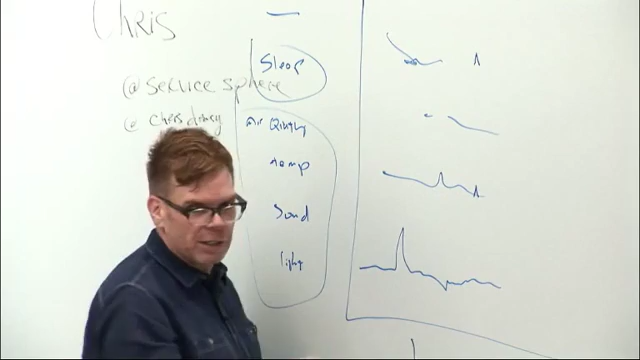 Chris
@servicesphere
@chrisdancy
Sleep
Air Quality
temp
Sound
light